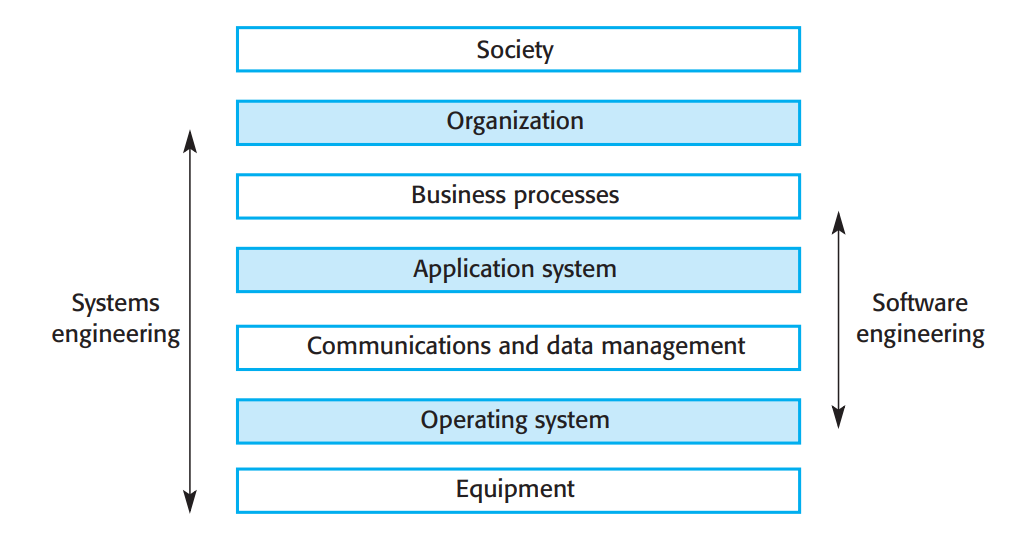 Society
Organization
Business processes
Application system
Systems
engineering
Software
engineering
Communications and data management
Operating system
Equipment